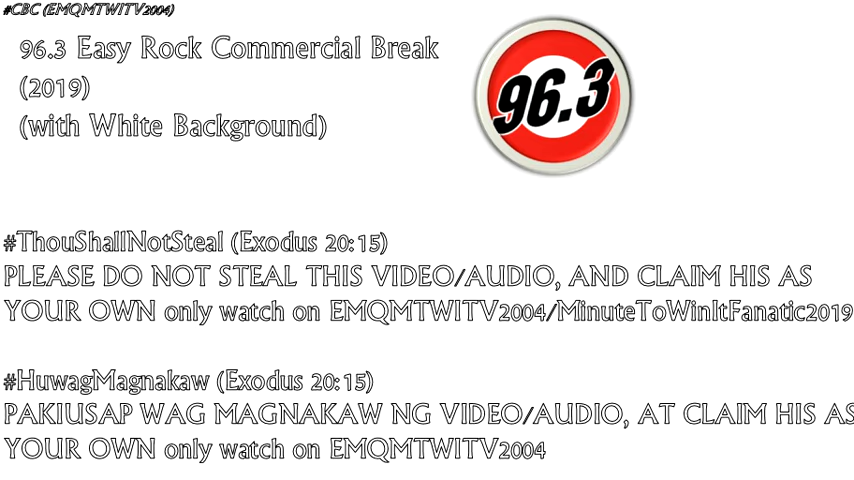 #CBC (EMQMTWITV2004)
96.3 Easy Rock Commercial Break
(2019)
(with White Background)
96.3
#ThouShallNotSteal (Exodus 20:15)
PLEASE DO NOT STEAL THIS VIDEO/AUDIO, AND CLAIM HIS AS
YOUR OWN only watch on EMQMTWITV2004/MinuteToWinItFanatic2019
#HuwagMagnakaw (Exodus 20:15)
PAKIUSAP WAG MAGNAKAW NG VIDEO/AUDIO, AT CLAIM HIS AS
YOUR OWN only watch on EMQMTWITV2004